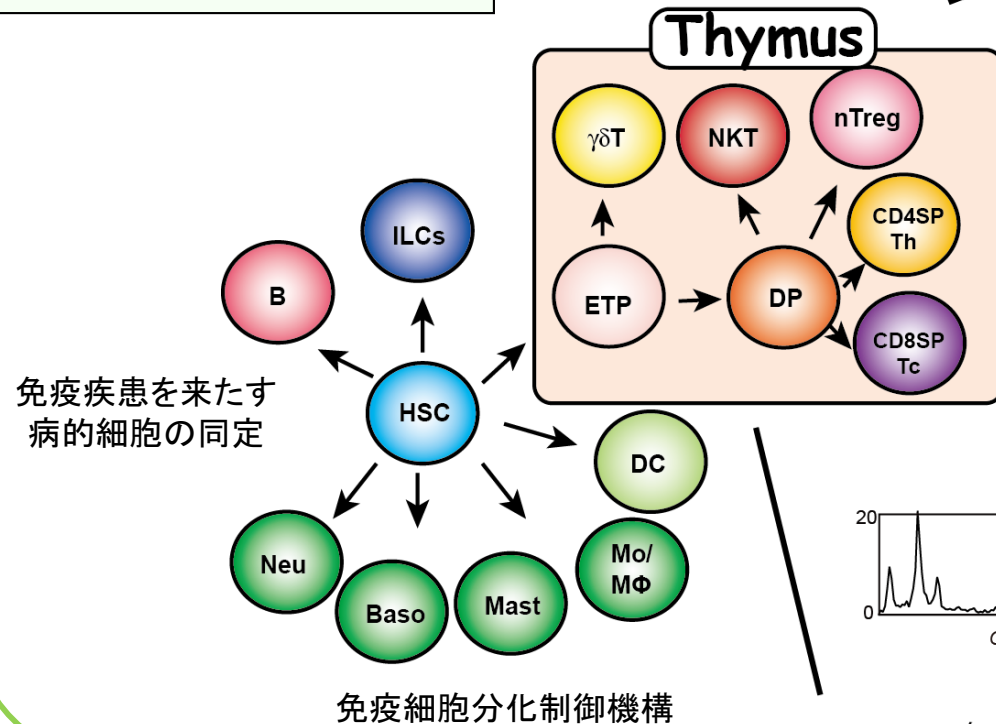 Thymus
γδT
NKT
nTreg
CD4SP
Th
ETP
DP
CD8SP
Tc
ILCs
B
HSC
免疫疾患を来たす
病的細胞の同定
DC
Neu
Baso
Mast
Mo/
MΦ
20
0
免疫細胞分化制御機構